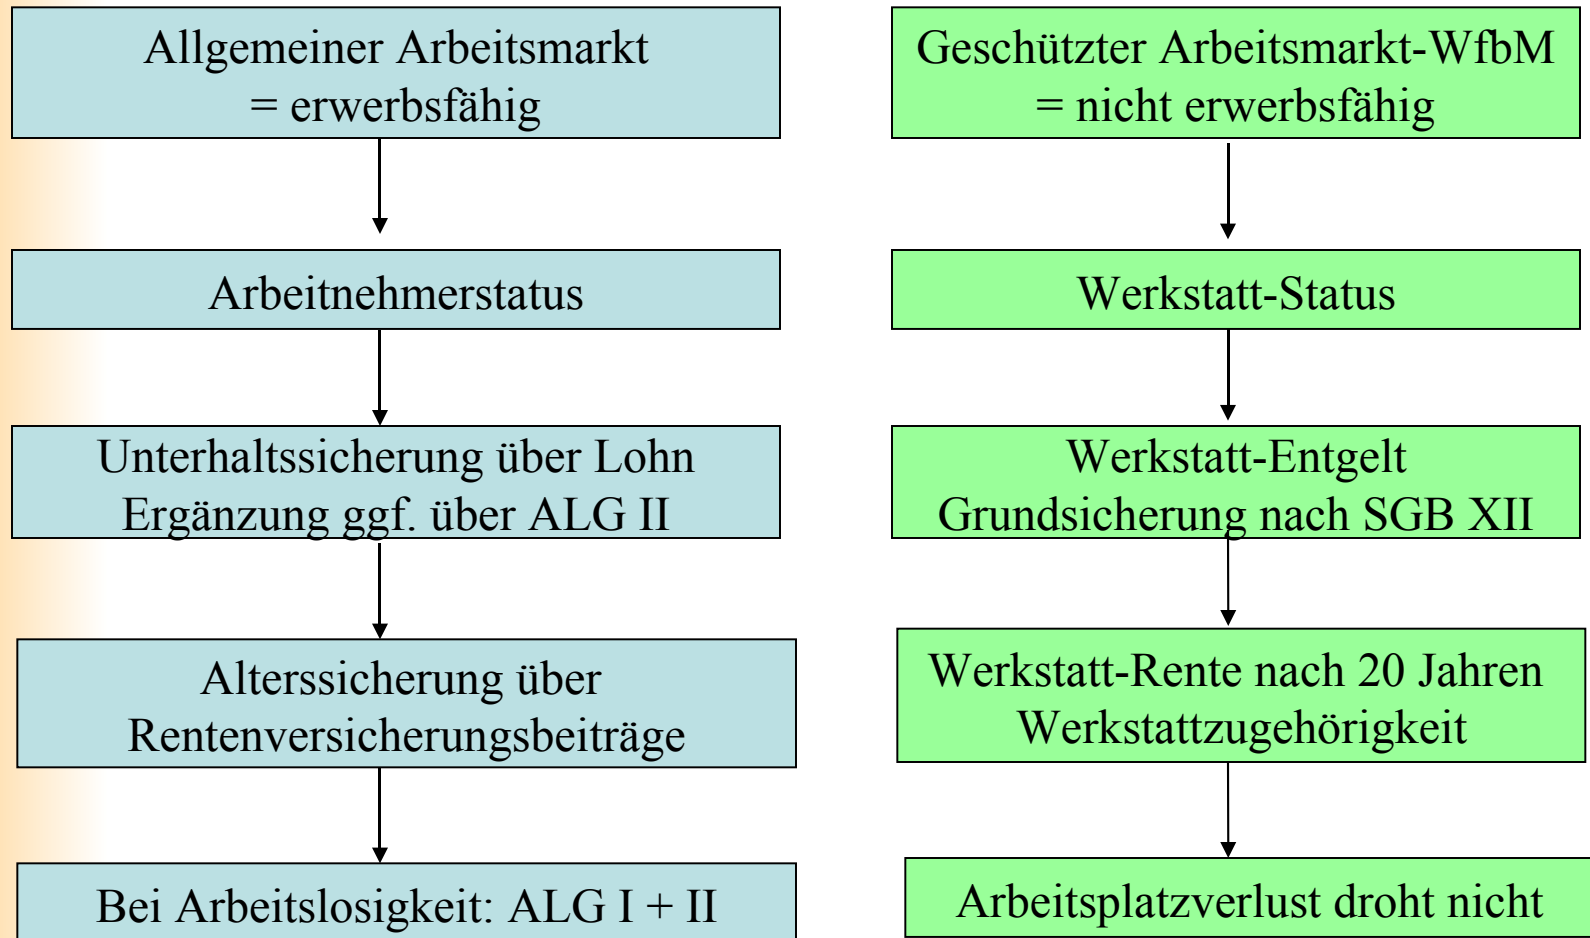 Allgemeiner Arbeitsmarkt
= erwerbsfähig
Arbeitnehmerstatus
Unterhaltssicherung über Lohn
Ergänzung ggf. über ALG II
Alterssicherung über
Rentenversicherungsbeiträge
Bei Arbeitslosigkeit: ALG I + II
Geschützter Arbeitsmarkt-WfbM
= nicht erwerbsfähig
Werkstatt-Status
Werkstatt-Entgelt
Grundsicherung nach SGB XII
Werkstatt-Rente nach 20 Jahren
Werkstattzugehörigkeit
Arbeitsplatzverlust droht nicht